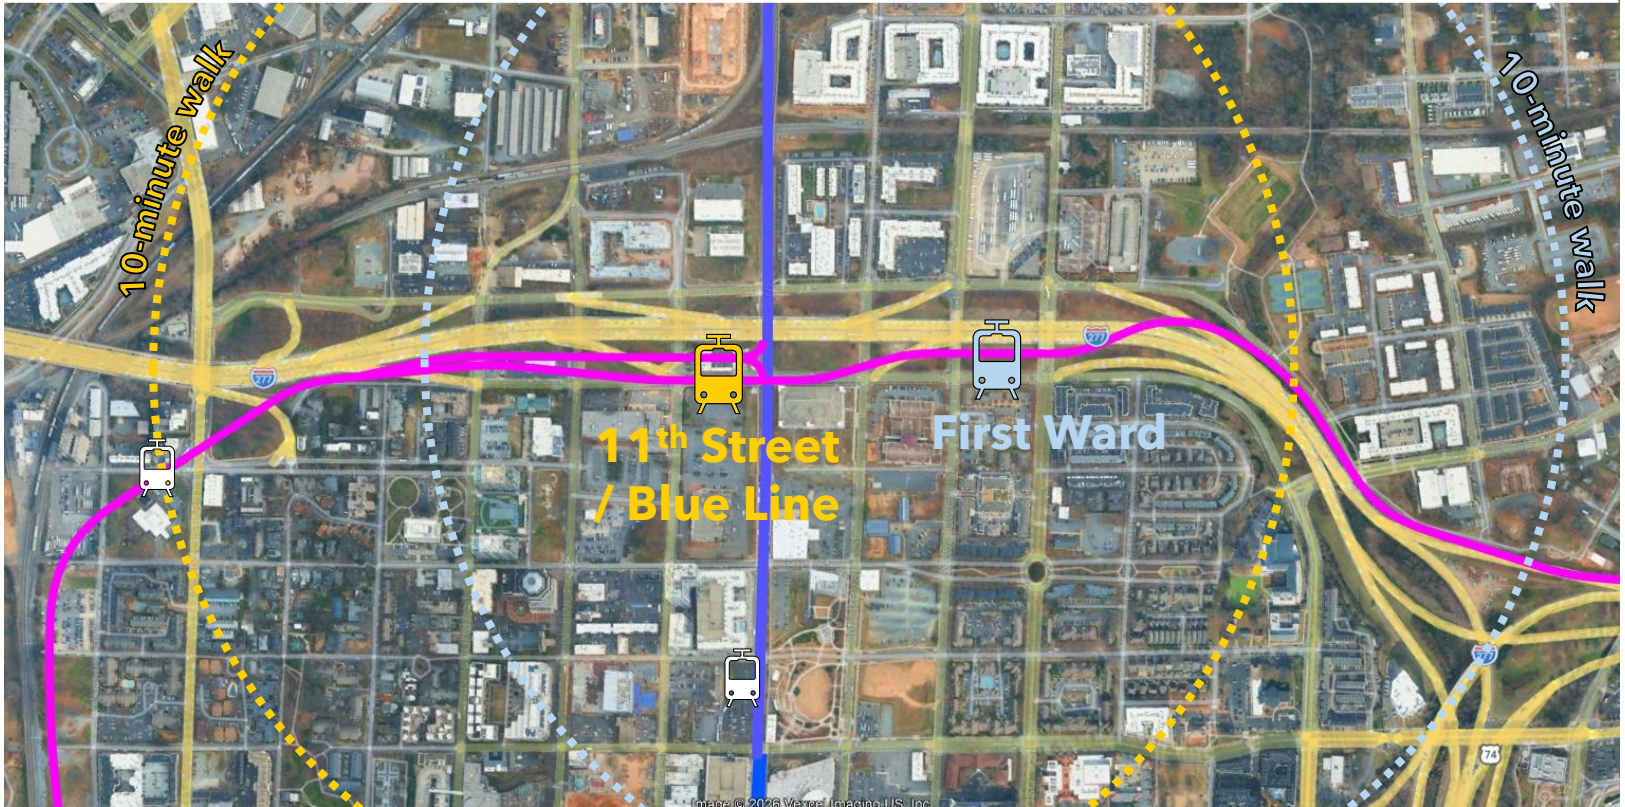 10-minute walk
10-minute walk
277
277
11th Street
/ Blue Line
First Ward
277
74
Image © 2026 Vexcel Imaging US, Inc.